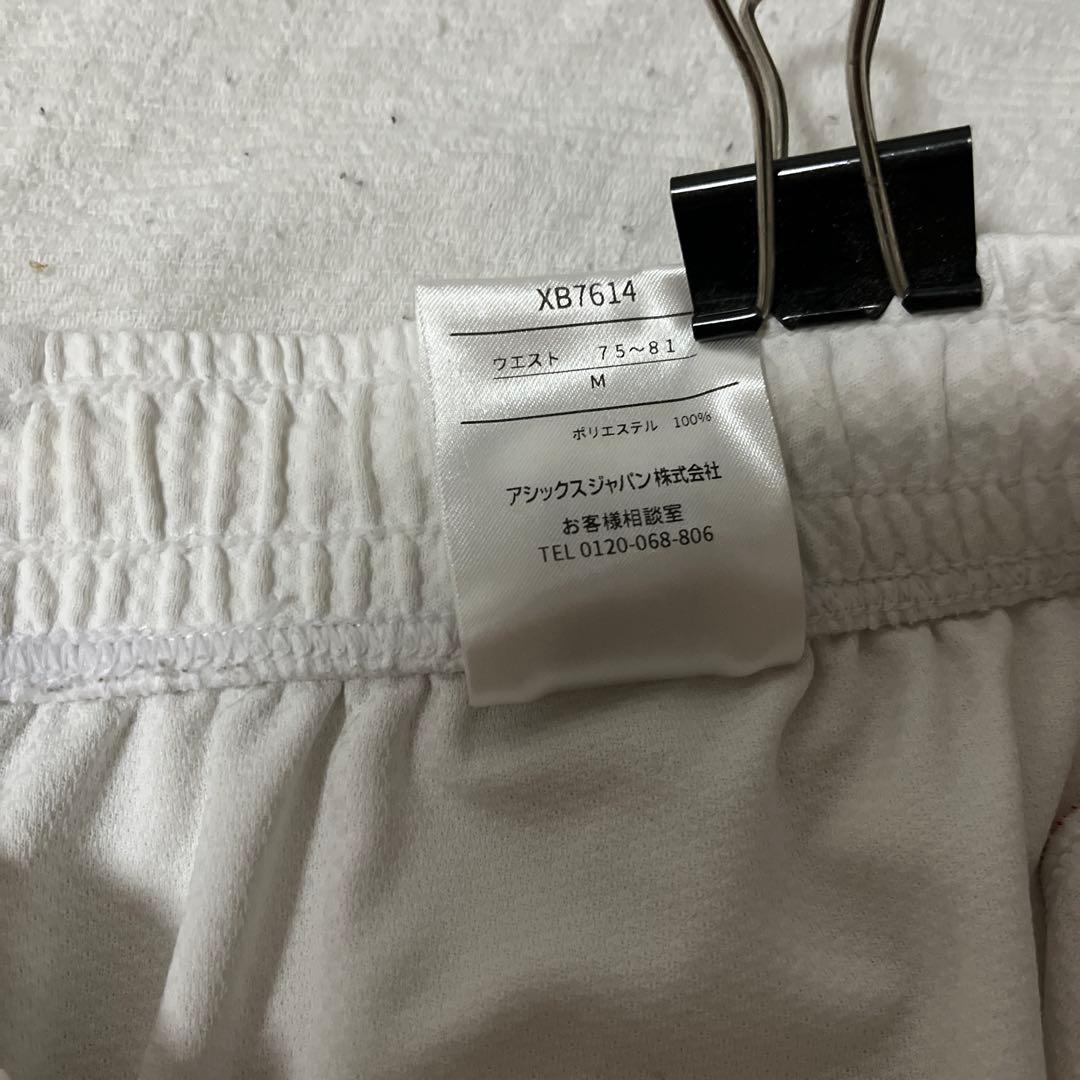 XB7614
ウエスト 75～81
M
ポリエステル 100%
アシックスジャパン株式会社
お客様相談室
TEL 0120-068-806